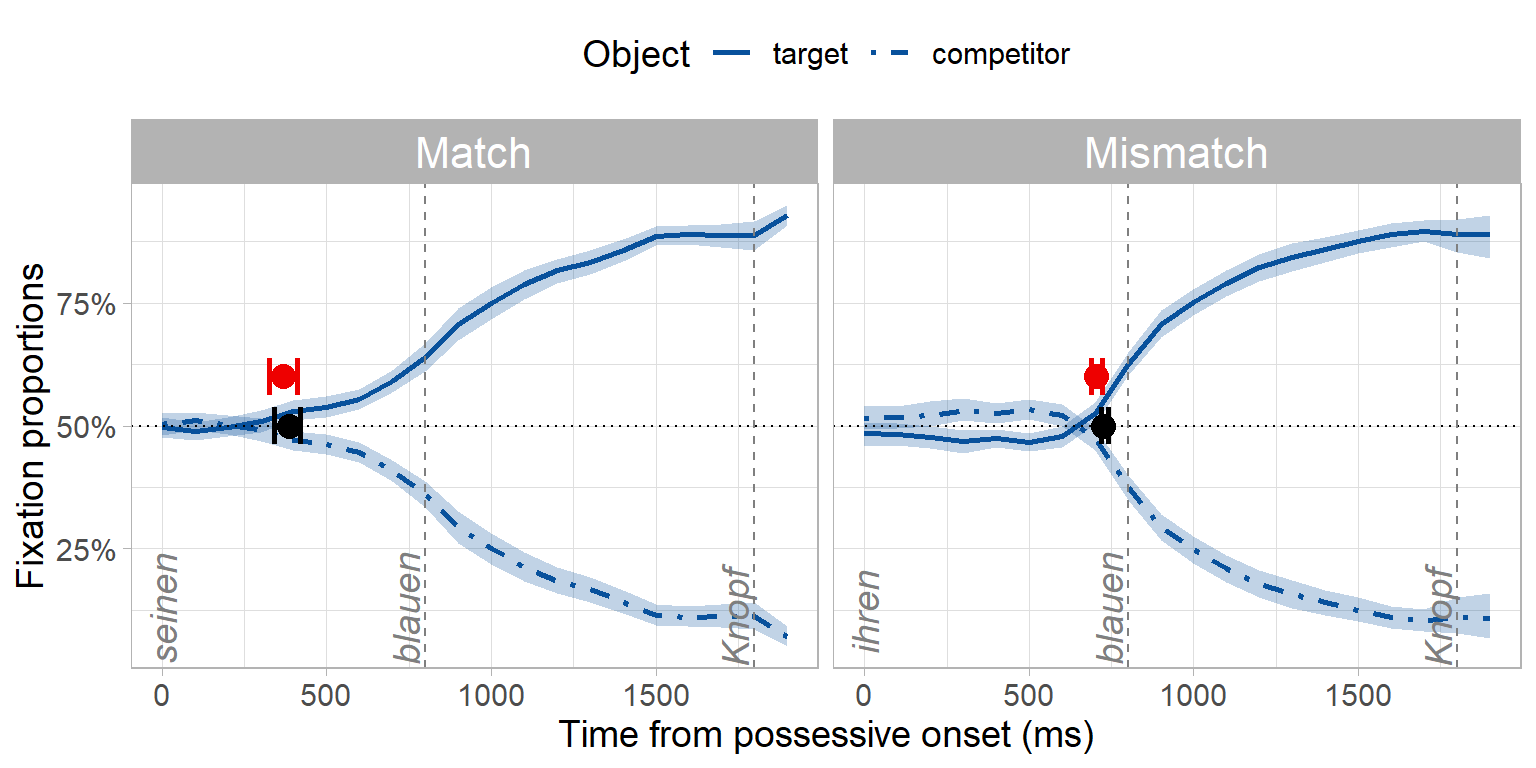 Object target competitor
Match Mismatch
Fixation proportions
75%
50%
25%
seinen blauen Knopf ihren blauen Knopf
0 500 1000 1500 0 500 1000 1500
Time from possessive onset (ms)